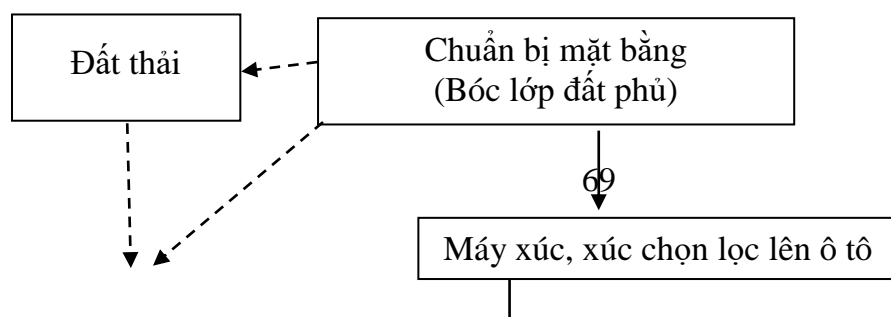 Đất thải
Chuẩn bị mặt bằng
(Bóc lớp đất phủ)
69
Máy xúc, xúc chọn lọc lên ô tô